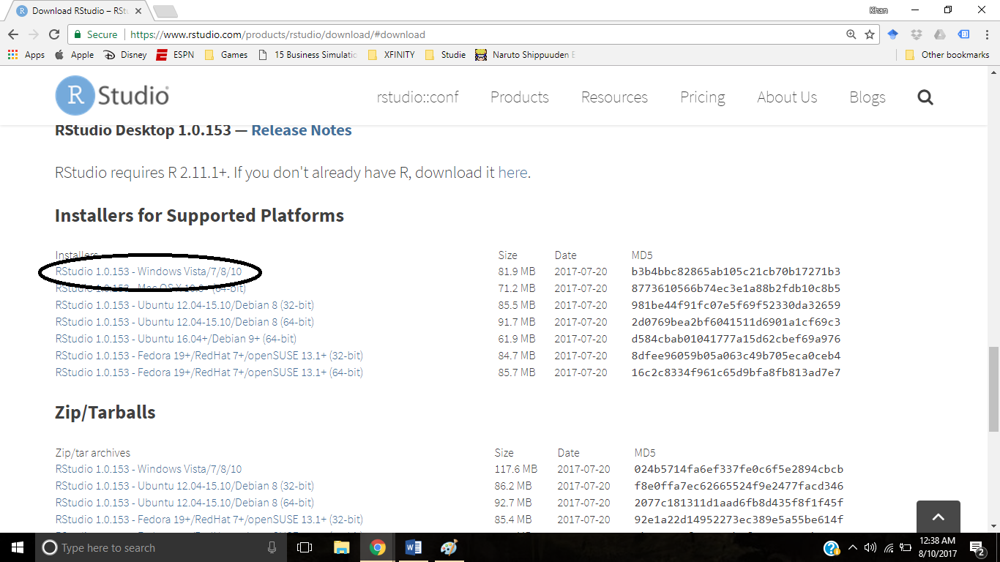 Download RStudio – RSt
Khan
Secure
https://www.rstudio.com/products/rstudio/download/#download
Apps Apple Disney ESPN Games 15 Business Simulatic XFINITY Studie Naruto Shippuuden E Other bookmarks
R Studio
rstudio::conf Products Resources Pricing About Us Blogs
RStudio Desktop 1.0.153 — Release Notes
RStudio requires R 2.11.1+. If you don't already have R, download it here.
Installers for Supported Platforms
Installers Size Date MD5
RStudio 1.0.153 - Windows Vista/7/8/10 81.9 MB 2017-07-20 b3b4bbc82865ab105c21cb70b17271b3
RStudio 1.0.153 - Mac OS X 10.6+ (64-bit) 71.2 MB 2017-07-20 8773610566b74ec3e1a88b2fdb10c8b5
RStudio 1.0.153 - Ubuntu 12.04-15.10/Debian 8 (32-bit) 85.5 MB 2017-07-20 981be44f91fc07e5f69f52330da32659
RStudio 1.0.153 - Ubuntu 12.04-15.10/Debian 8 (64-bit) 91.7 MB 2017-07-20 2d0769bea2bf6041511d6901a1cf69c3
RStudio 1.0.153 - Ubuntu 16.04+/Debian 9+ (64-bit) 61.9 MB 2017-07-20 d584cbab01041777a15d62cbef69a976
RStudio 1.0.153 - Fedora 19+/RedHat 7+/openSUSE 13.1+ (32-bit) 84.7 MB 2017-07-20 8dfee96059b05a063c49b705eca0ceb4
RStudio 1.0.153 - Fedora 19+/RedHat 7+/openSUSE 13.1+ (64-bit) 85.7 MB 2017-07-20 16c2c8334f961c65d9bfa8fb813ad7e7
Zip/Tarballs
Zip/tar archives Size Date MD5
RStudio 1.0.153 - Windows Vista/7/8/10 117.6 MB 2017-07-20 024b5714fa6ef337fe0c6f5e2894cbcb
RStudio 1.0.153 - Ubuntu 12.04-15.10/Debian 8 (32-bit) 86.2 MB 2017-07-20 f8e0ffa7ec62665524f9e2477facd346
RStudio 1.0.153 - Ubuntu 12.04-15.10/Debian 8 (64-bit) 92.7 MB 2017-07-20 2077c181311d1aad6fb8d435f8f1f45f
RStudio 1.0.153 - Fedora 19+/RedHat 7+/openSUSE 13.1+ (32-bit) 85.4 MB 2017-07-20 92e1a22d14952273ec389e5a55be614f
Type here to search
12:38 AM
8/10/2017
2